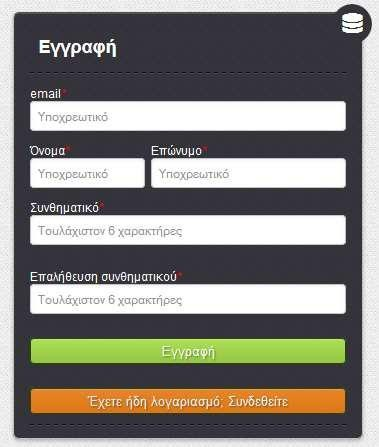 Εγγραφή
email*
Υποχρεωτικό
Όνομα* Επώνυμο*
Υποχρεωτικό Υποχρεωτικό
Συνθηματικό*
Τουλάχιστον 6 χαρακτήρες
Επαλήθευση συνθηματικού*
Τουλάχιστον 6 χαρακτήρες
Εγγραφή
Έχετε ήδη λογαριασμό; Συνδεθείτε